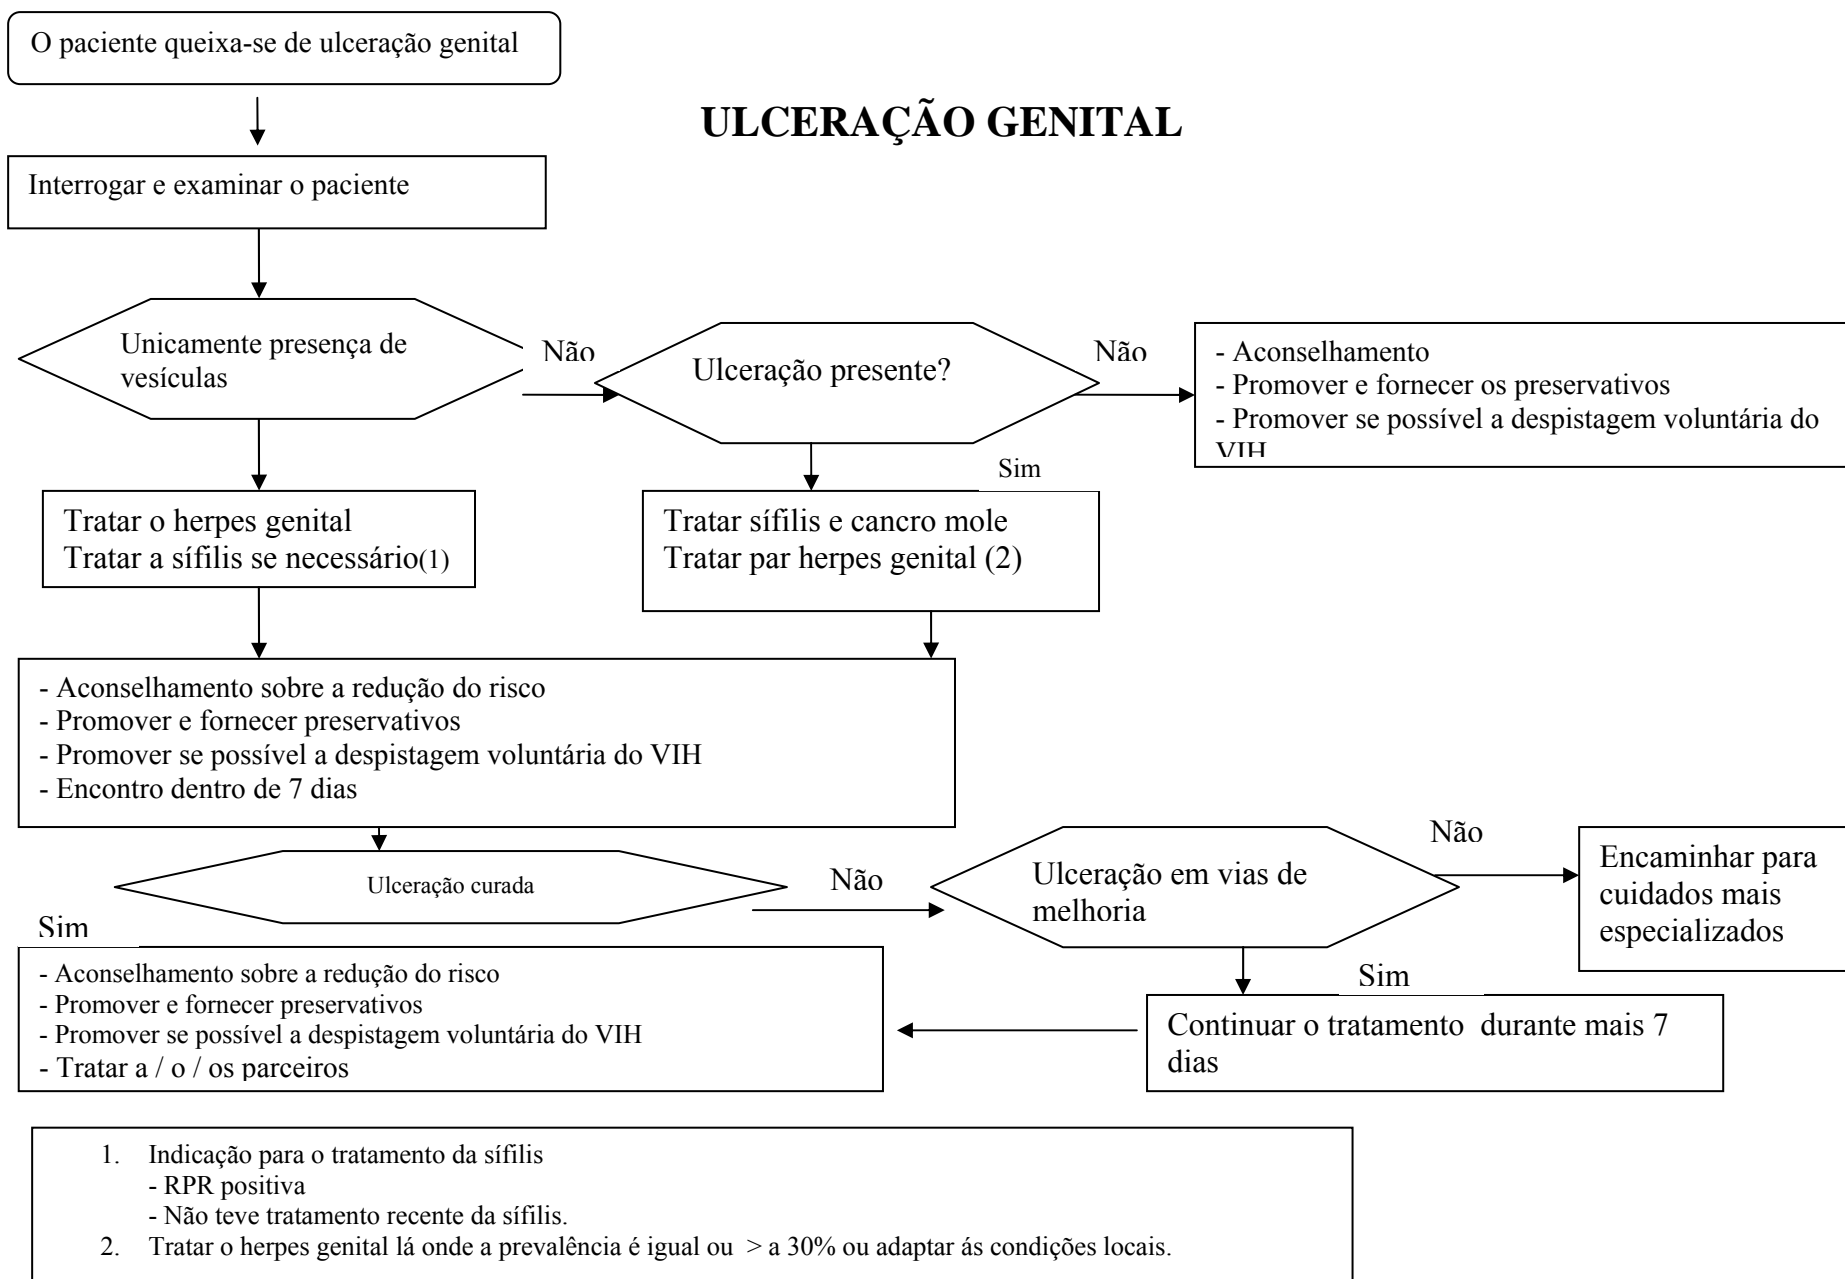 O paciente queixa-se de ulceração genital
ULCERAÇÃO GENITAL
Interrogar e examinar o paciente
Unicamente presença de
vesículas
Não
Ulceração presente?
Não
- Aconselhamento
- Promover e fornecer os preservativos
- Promover se possível a despistagem voluntária do
VIH
Sim
Tratar o herpes genital
Tratar a sífilis se necessário(1)
Tratar sífilis e cancro mole
Tratar par herpes genital (2)
- Aconselhamento sobre a redução do risco
- Promover e fornecer preservativos
- Promover se possível a despistagem voluntária do VIH
- Encontro dentro de 7 dias
Ulceração curada
Não
Ulceração em vias de
melhoria
Não
Encaminhar para
cuidados mais
especializados
Sim
- Aconselhamento sobre a redução do risco
- Promover e fornecer preservativos
- Promover se possível a despistagem voluntária do VIH
- Tratar a / o / os parceiros
Sim
Continuar o tratamento  durante mais 7
dias
1. Indicação para o tratamento da sífilis
- RPR positiva
- Não teve tratamento recente da sífilis.
2. Tratar o herpes genital lá onde a prevalência é igual ou  > a 30% ou adaptar ás condições locais.